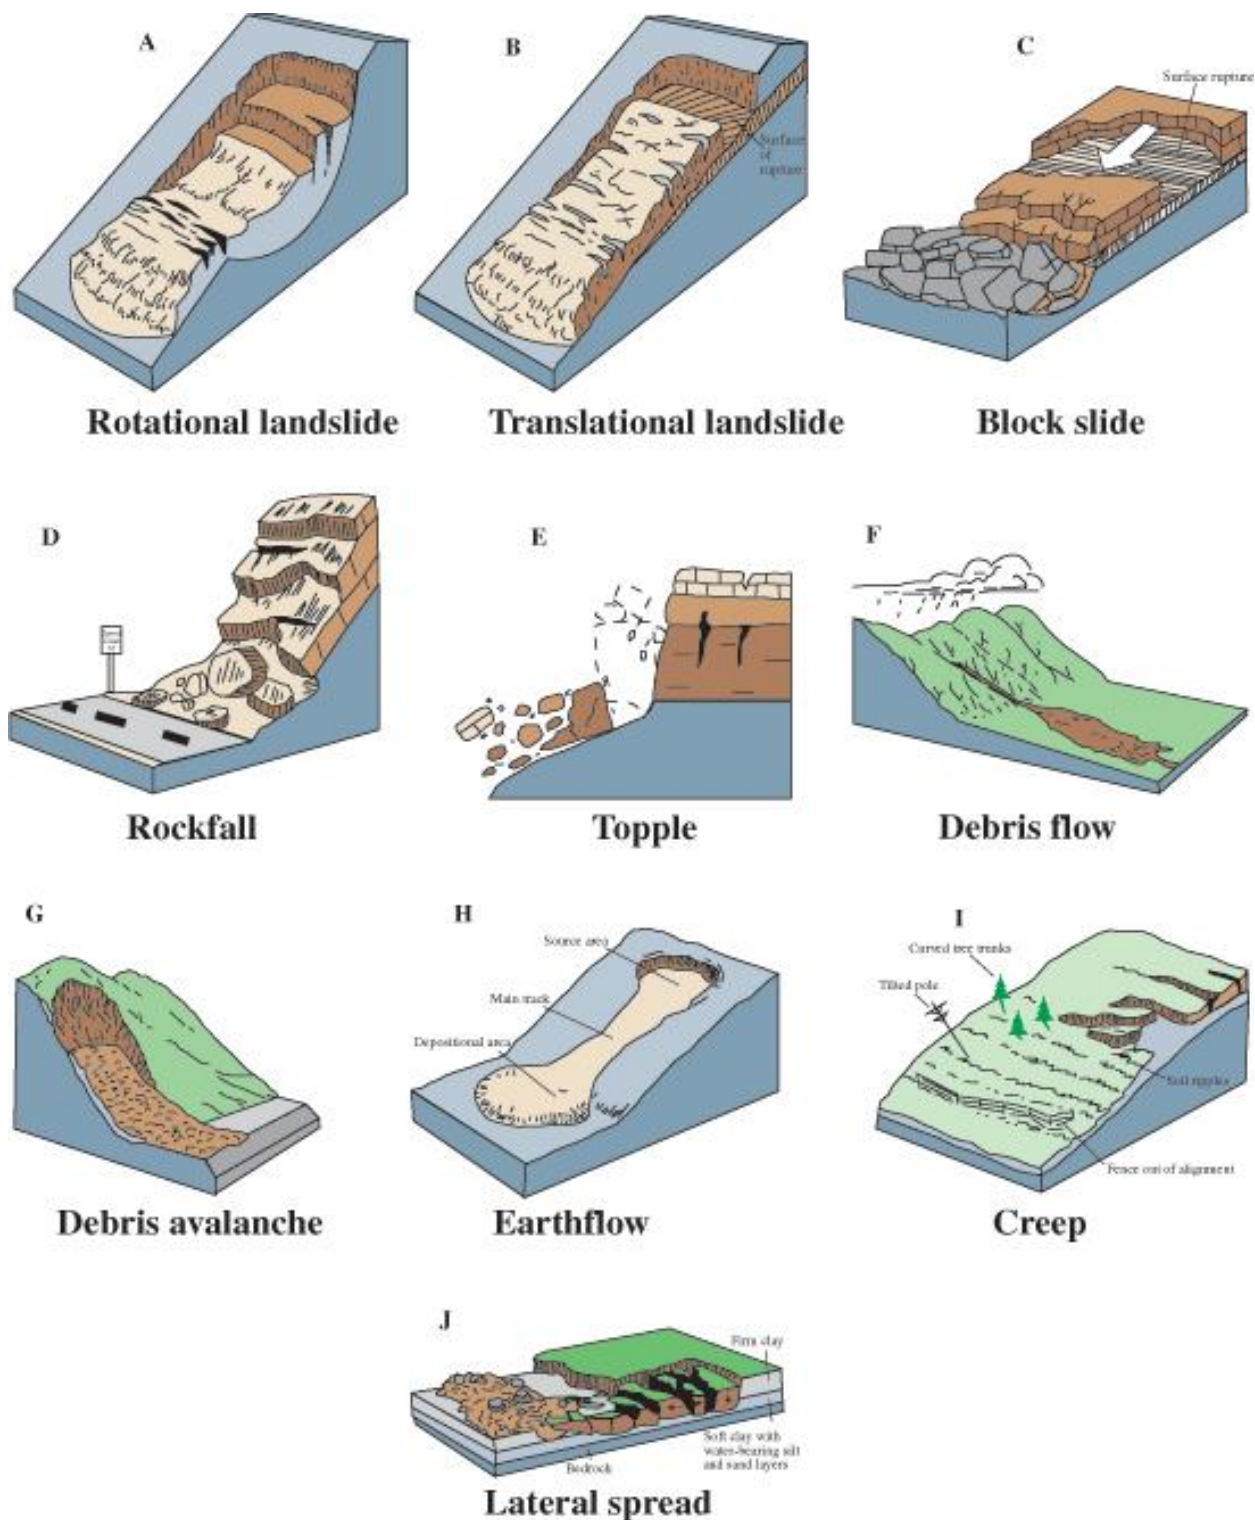 A
B
C
Surface rupture
Surface
of
rupture
Rotational landslide
Translational landslide
Block slide
D
E
F
Rockfall
Topple
Debris flow
G
H
I
Source area
Main track
Depositional area
Curved tree trunks
Tilted pole
Soil ripples
Fence out of alignment
Debris avalanche
Earthflow
Creep
J
Firm clay
Soft clay with
water-bearing silt
and sand layers
Bedrock
Lateral spread